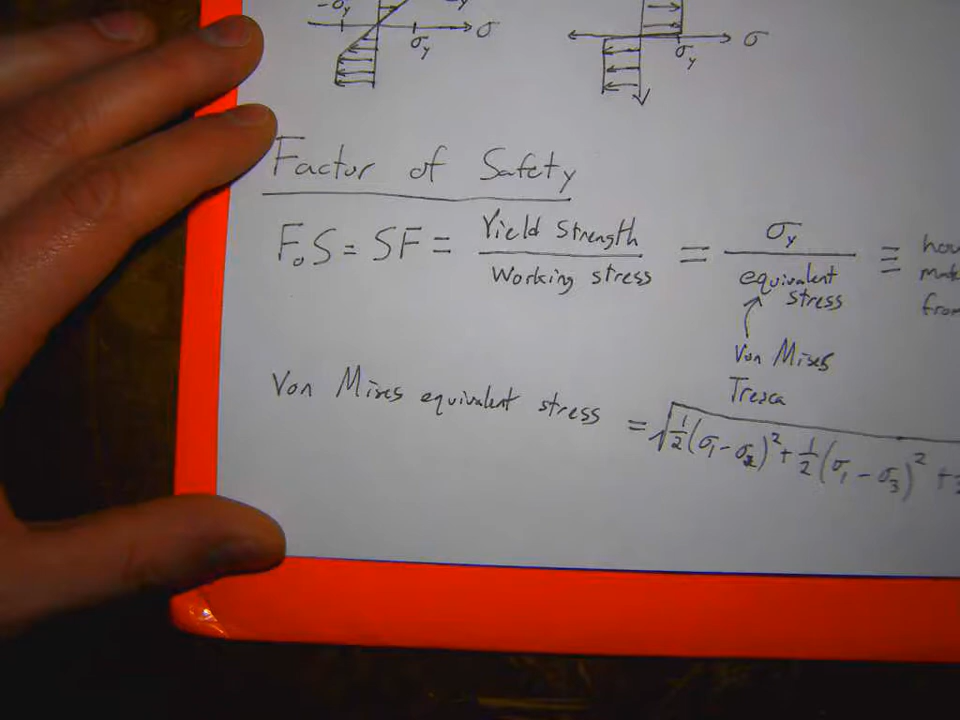 -σy σ
σy
σ
σy
Factor of Safety
F.S = SF = Yield Strength / Working stress = σy / equivalent stress ≡
Von Mises
Tresca
Von Mises equivalent stress = √ 1/2 (σ1 - σ2)² + 1/2 (σ1 - σ3)² +